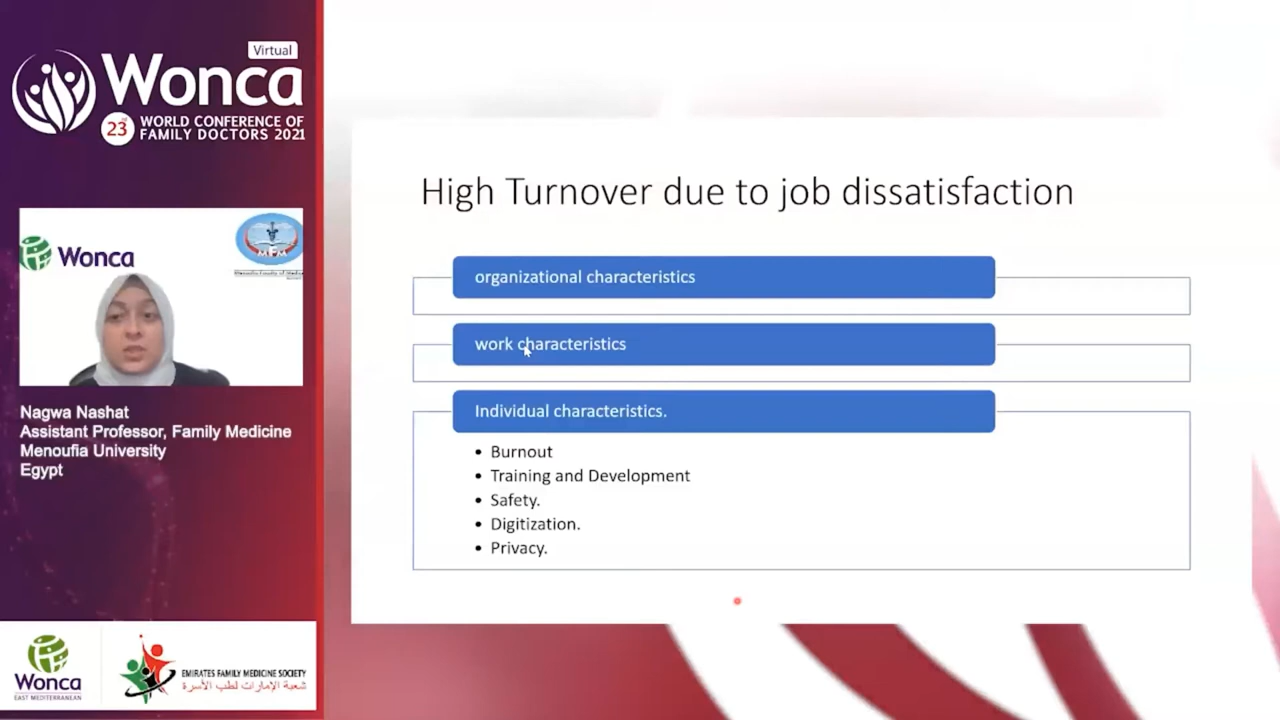 Virtual
Wonca
23rd WORLD CONFERENCE OF
FAMILY DOCTORS 2021
Wonca
MFM
Nagwa Nashat
Assistant Professor, Family Medicine
Menoufia University
Egypt
Wonca
EAST MEDITERRANEAN
EMIRATES FAMILY MEDICINE SOCIETY
شعبة الإمارات لطب الأسرة
High Turnover due to job dissatisfaction
organizational characteristics
work characteristics
Individual characteristics.
• Burnout
• Training and Development
• Safety.
• Digitization.
• Privacy.